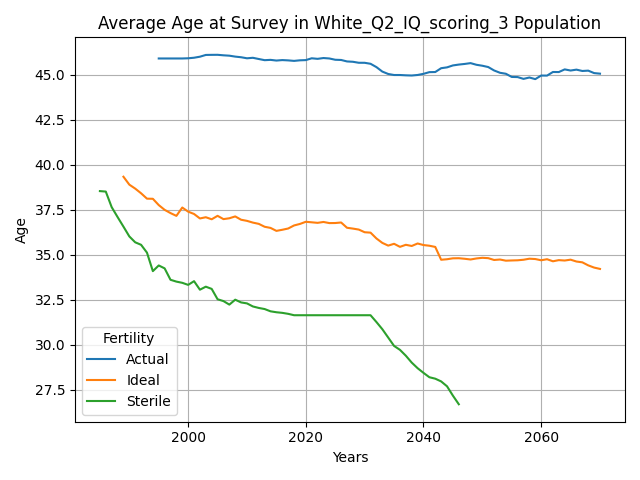 Average Age at Survey in White_Q2_IQ_scoring_3 Population
45.0
42.5
40.0
37.5
35.0
32.5
30.0
27.5
Age
Fertility
Actual
Ideal
Sterile
2000
2020
2040
2060
Years